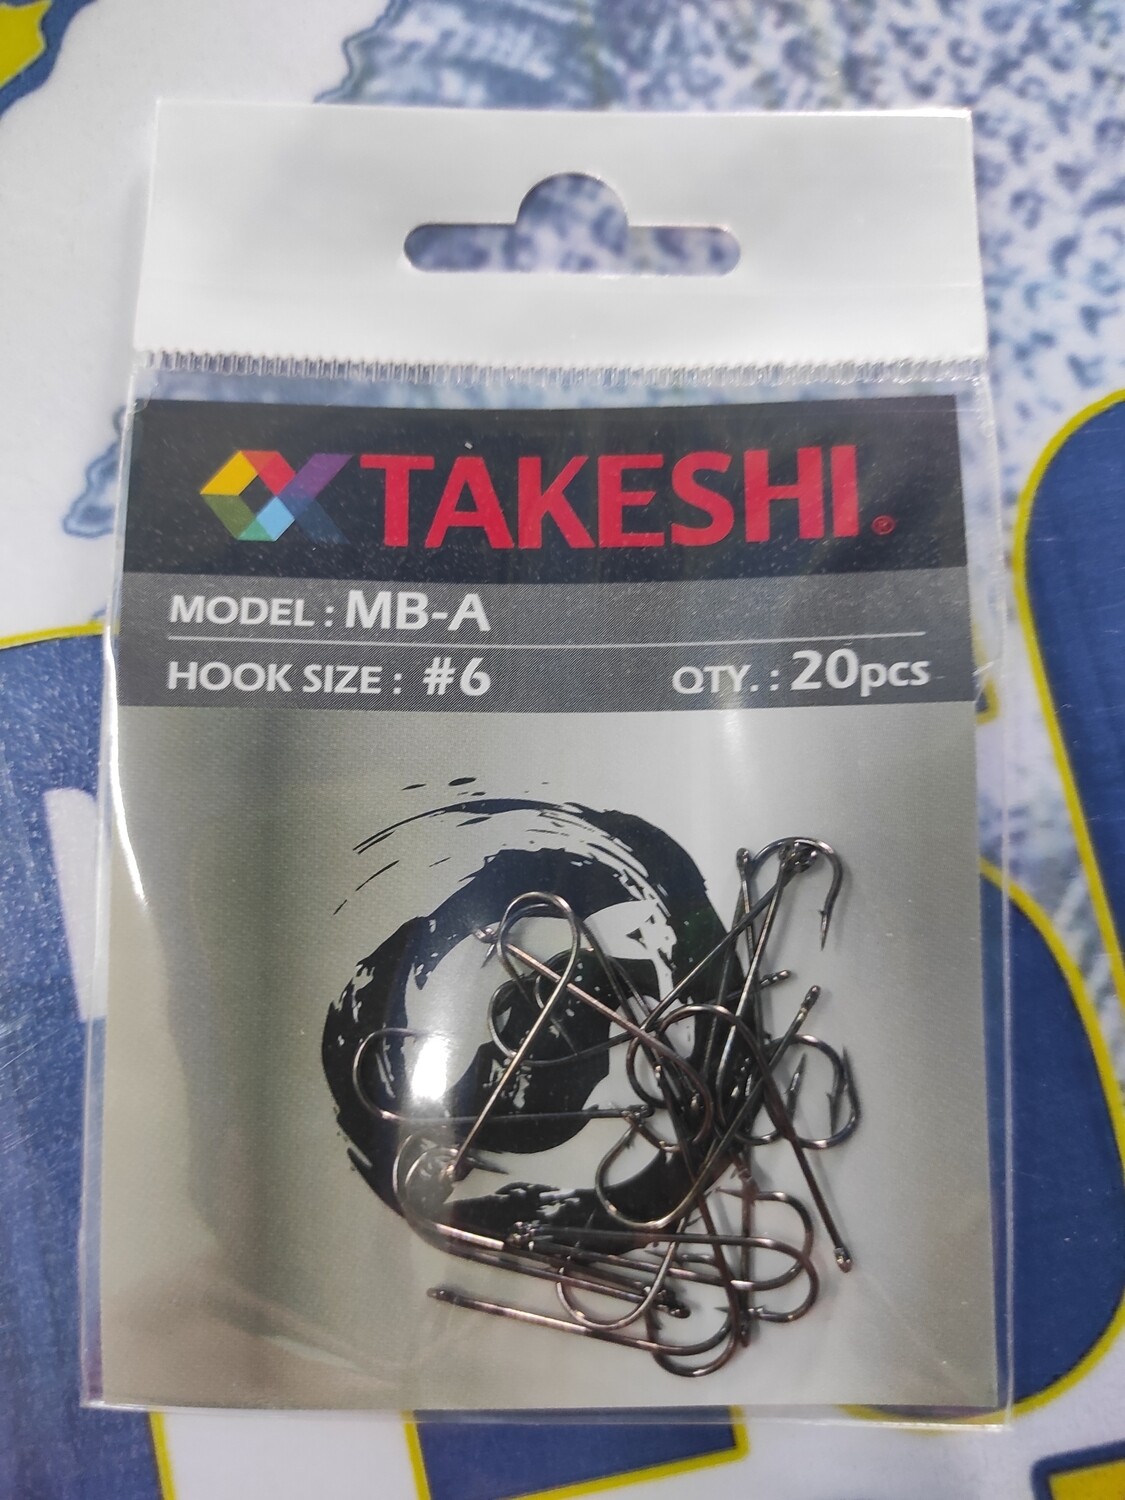 TAKESHI ®
MODEL : MB-A
HOOK SIZE : #6 QTY. : 20pcs